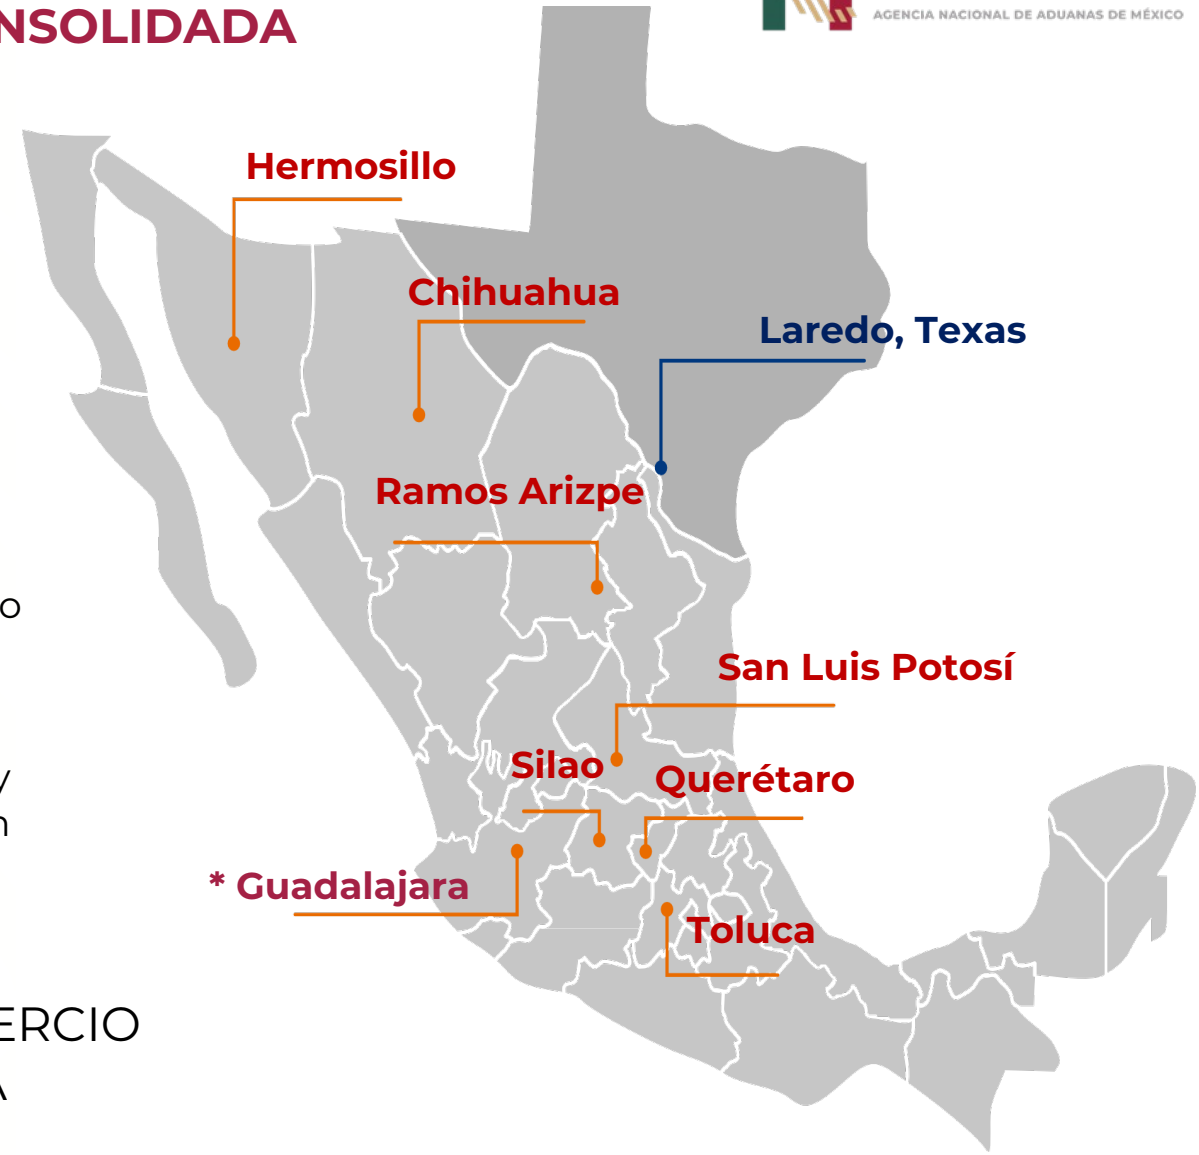 NSOLIDADA
AGENCIA NACIONAL DE ADUANAS DE MÉXICO
Hermosillo
Chihuahua
Laredo, Texas
Ramos Arizpe
o
San Luis Potosí
Silao
Querétaro
y
n
* Guadalajara
Toluca
ERCIO
A